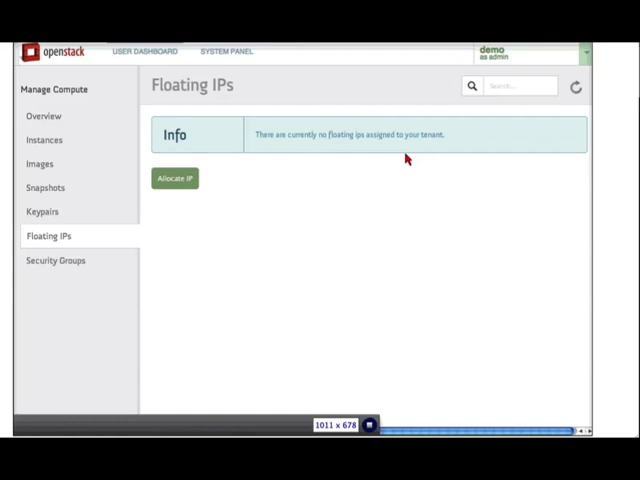 openstack
USER DASHBOARD
SYSTEM PANEL
demo
as admin
Manage Compute
Overview
Instances
Images
Snapshots
Keypairs
Floating IPs
Security Groups
Floating IPs
Search...
Info
There are currently no floating ips assigned to your tenant.
Allocate IP
1011 x 678